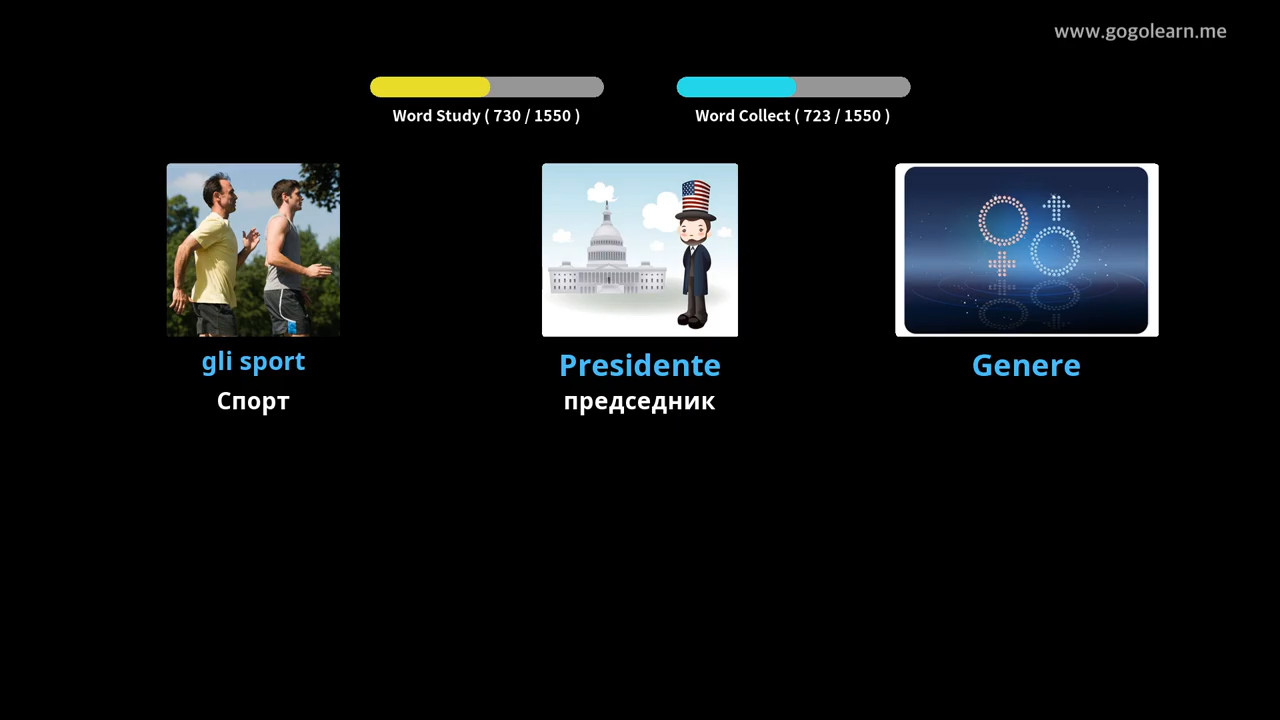 www.gogolearn.me
Word Study ( 730 / 1550 )
Word Collect ( 723 / 1550 )
gli sport
Presidente
Genere
Спорт
председник